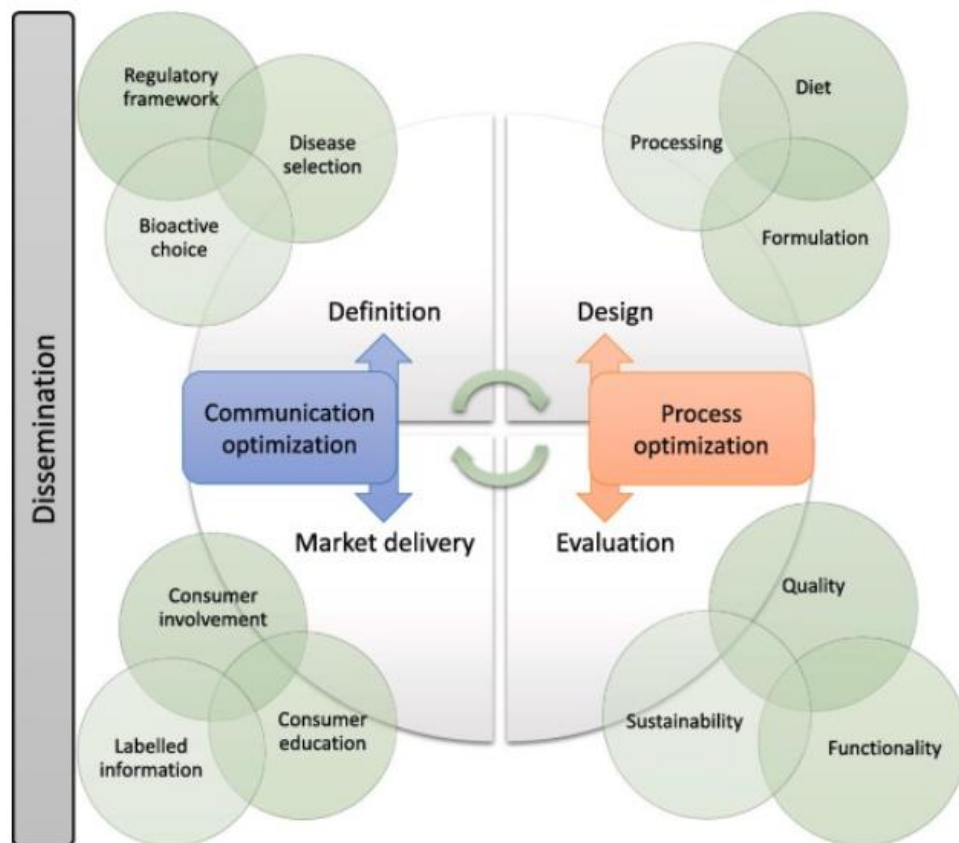 Dissemination
Regulatory
framework
Disease
selection
Bioactive
choice
Processing
Diet
Formulation
Definition
Design
Communication
optimization
Process
optimization
Market delivery
Evaluation
Consumer
involvement
Consumer
education
Labelled
information
Quality
Sustainability
Functionality